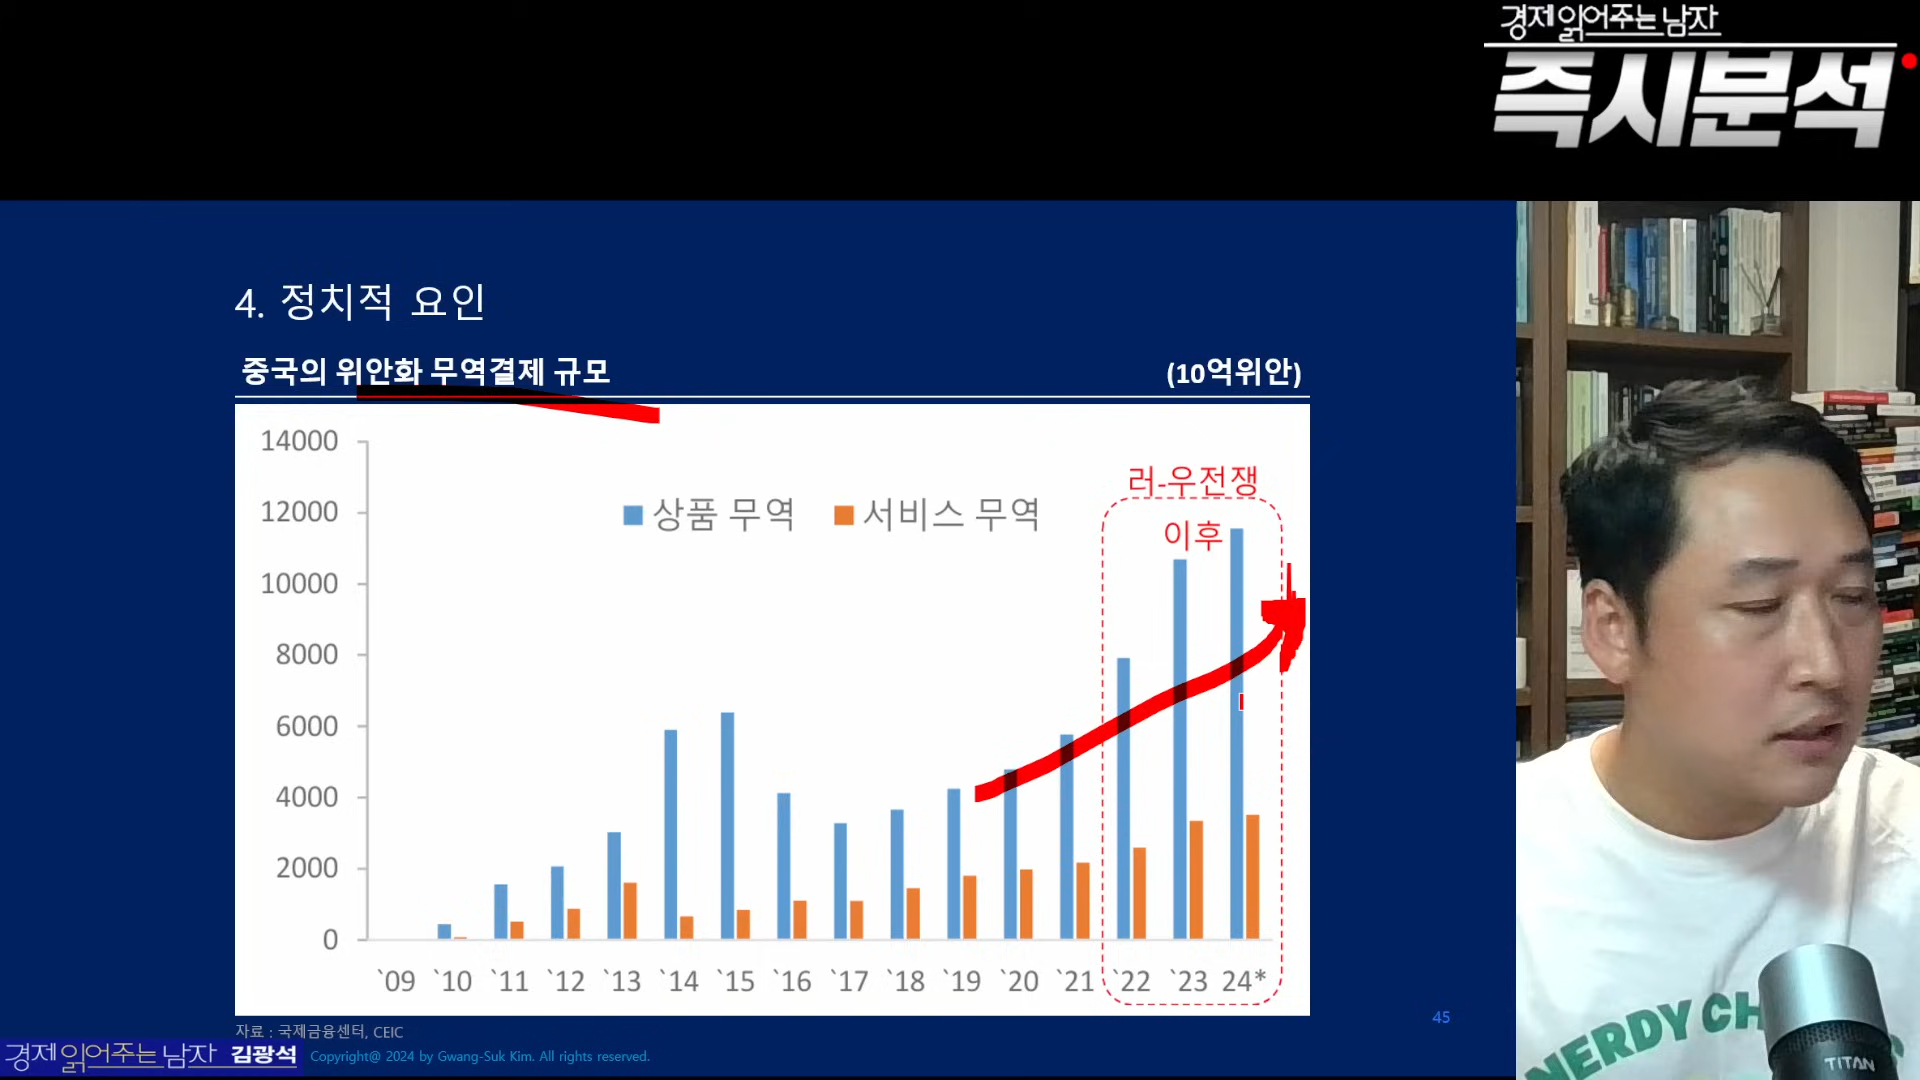 경제읽어주는남자
즉시분석
4. 정치적 요인
중국의 위안화 무역결제 규모
(10억위안)
14000
12000
10000
8000
6000
4000
2000
0
상품 무역
서비스 무역
러-우전쟁
이후
`09 `10 `11 `12 `13 `14 `15 `16 `17 `18 `19 `20 `21 `22 `23 24*
자료 : 국제금융센터, CEIC
45
경제읽어주는남자 김광석
Copyright@ 2024 by Gwang-Suk Kim. All rights reserved.
NERDY
TITAN